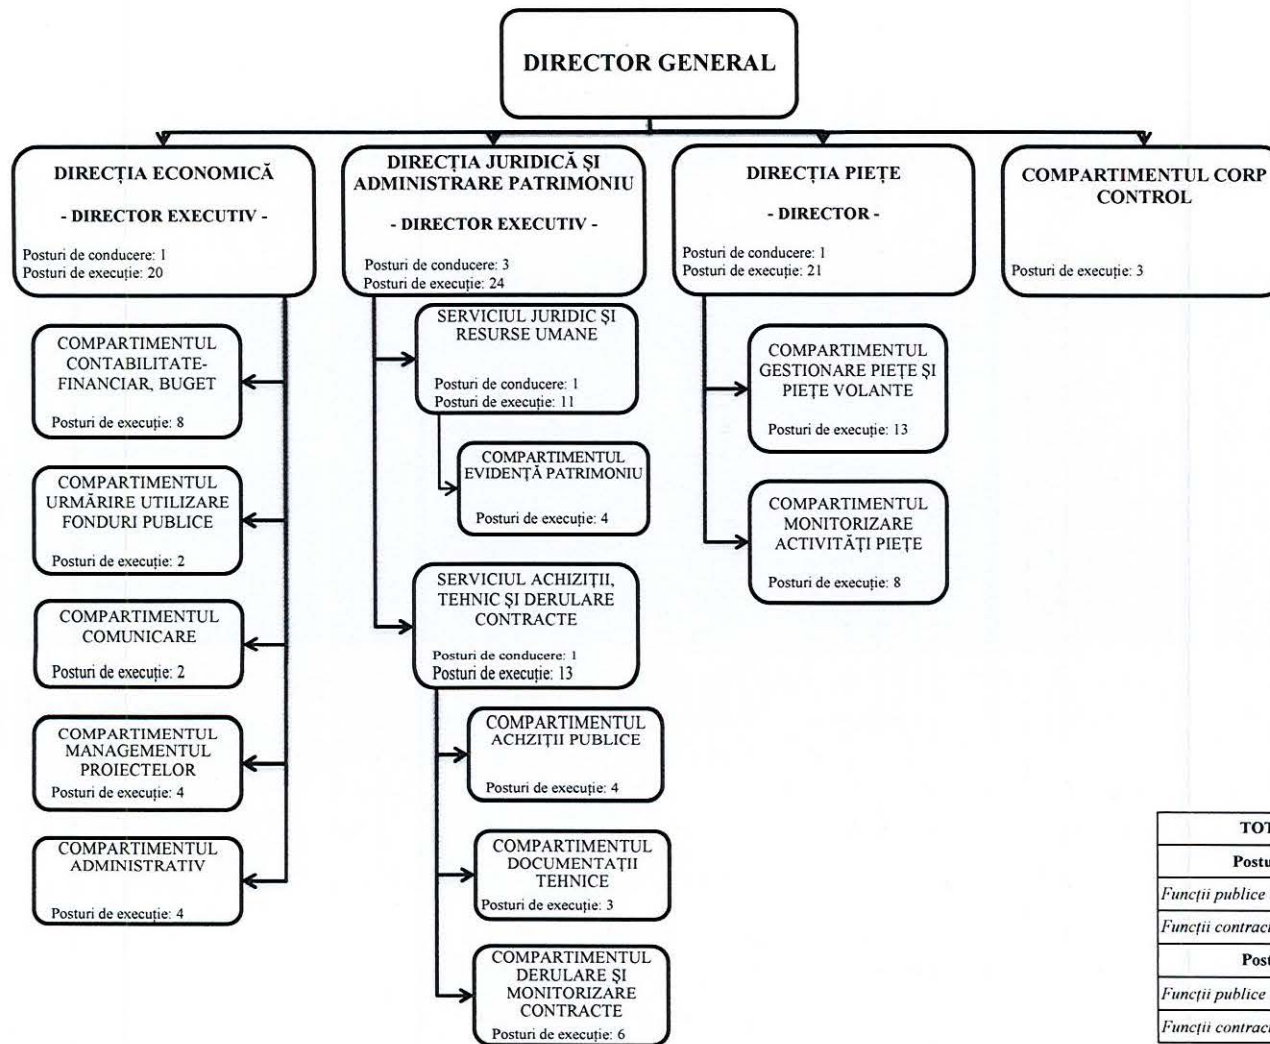 DIRECTOR GENERAL
DIRECȚIA ECONOMICĂ
- DIRECTOR EXECUTIV -
Posturi de conducere: 1
Posturi de execuție: 20
COMPARTIMENTUL
CONTABILITATE-
FINANCIAR, BUGET
Posturi de execuție: 8
COMPARTIMENTUL
URMĂRIRE UTILIZARE
FONDURI PUBLICE
Posturi de execuție: 2
COMPARTIMENTUL
COMUNICARE
Posturi de execuție: 2
COMPARTIMENTUL
MANAGEMENTUL
PROIECTELOR
Posturi de execuție: 4
COMPARTIMENTUL
ADMINISTRATIV
Posturi de execuție: 4
DIRECȚIA JURIDICĂ ȘI
ADMINISTRARE PATRIMONIU
- DIRECTOR EXECUTIV -
Posturi de conducere: 3
Posturi de execuție: 24
SERVICIUL JURIDIC ȘI
RESURSE UMANE
Posturi de conducere: 1
Posturi de execuție: 11
COMPARTIMENTUL
EVIDENȚĂ PATRIMONIU
Posturi de execuție: 4
SERVICIUL ACHIZIȚII,
TEHNIC ȘI DERULARE
CONTRACTE
Posturi de conducere: 1
Posturi de execuție: 13
COMPARTIMENTUL
ACHZIȚII PUBLICE
Posturi de execuție: 4
COMPARTIMENTUL
DOCUMENTAȚII
TEHNICE
Posturi de execuție: 3
COMPARTIMENTUL
DERULARE ȘI
MONITORIZARE
CONTRACTE
Posturi de execuție: 6
DIRECȚIA PIEȚE
- DIRECTOR -
Posturi de conducere: 1
Posturi de execuție: 21
COMPARTIMENTUL
GESTIONARE PIEȚE ȘI
PIEȚE VOLANTE
Posturi de execuție: 13
COMPARTIMENTUL
MONITORIZARE
ACTIVITĂȚI PIEȚE
Posturi de execuție: 8
COMPARTIMENTUL CORP
CONTROL
Posturi de execuție: 3
Funcții publice
Funcții publice